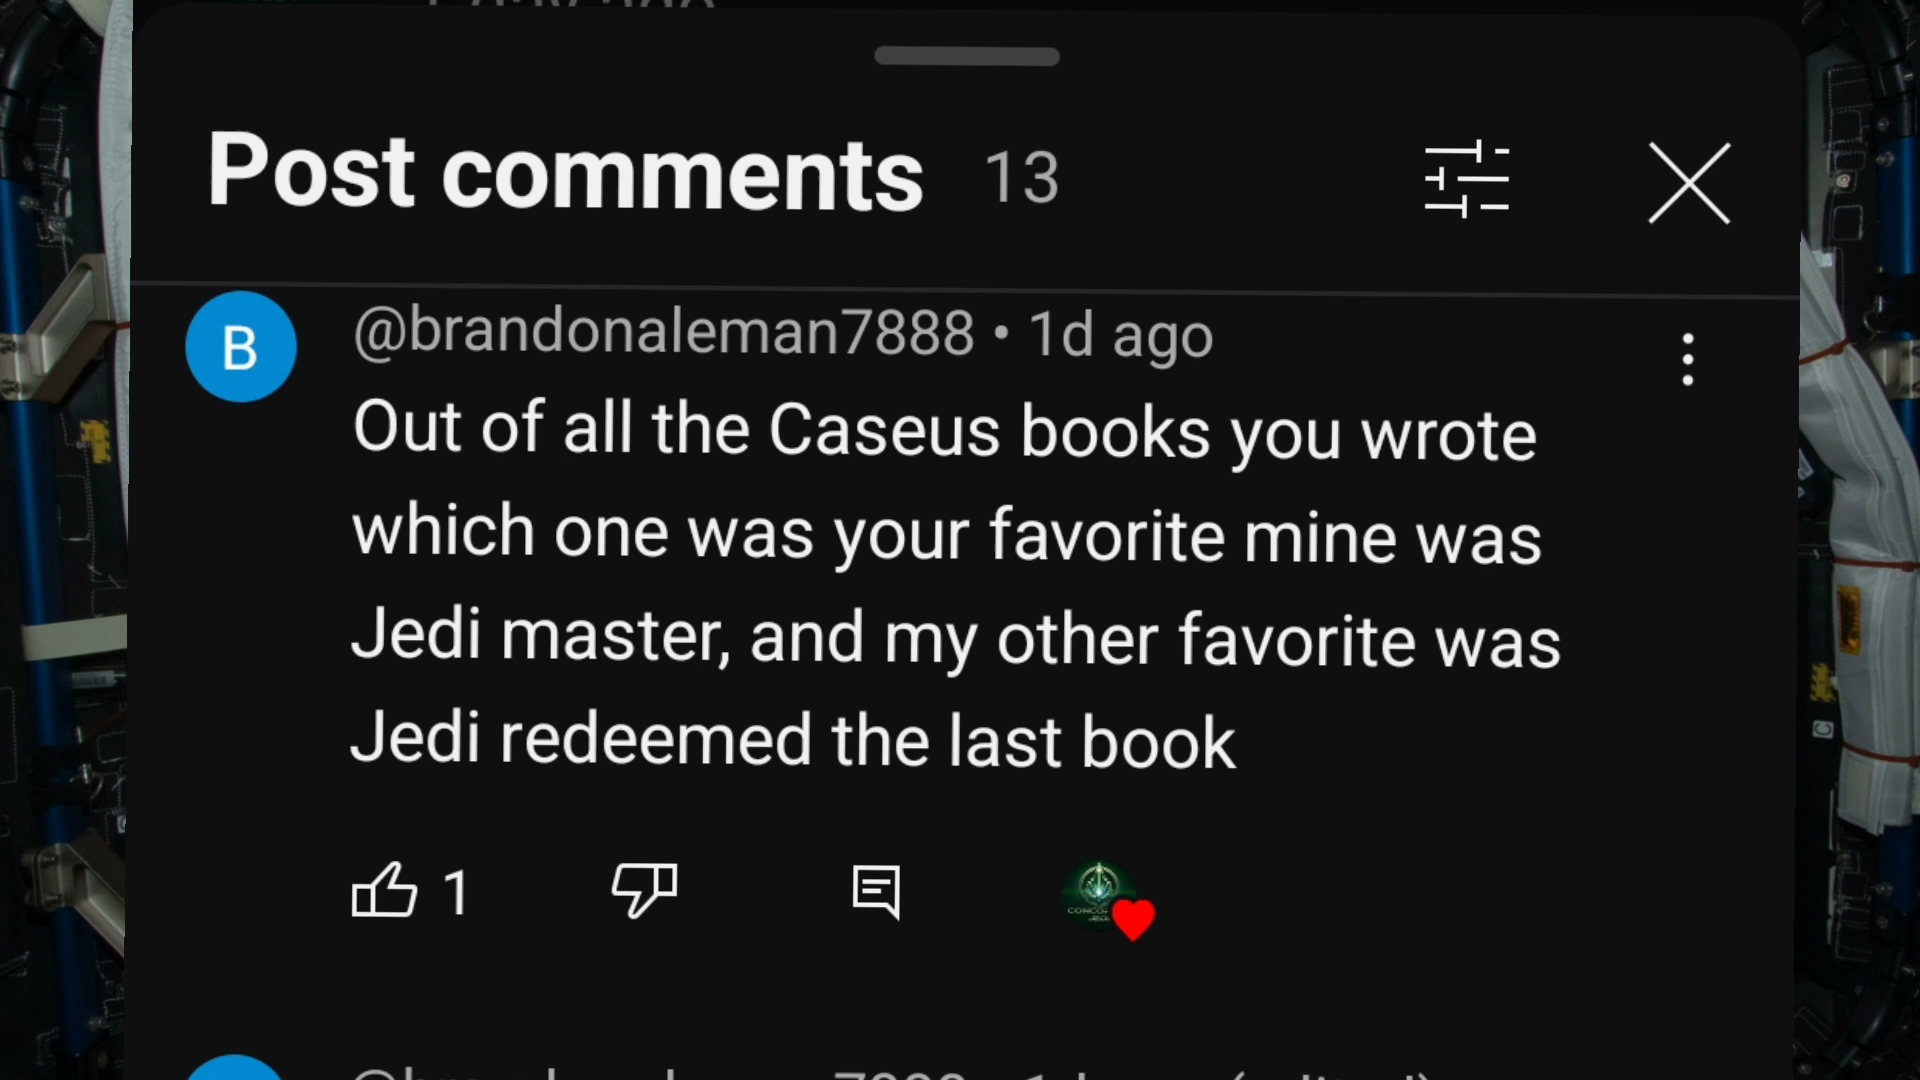 Post comments 13
B
@brandonaleman7888 • 1d ago
Out of all the Caseus books you wrote
which one was your favorite mine was
Jedi master, and my other favorite was
Jedi redeemed the last book
1